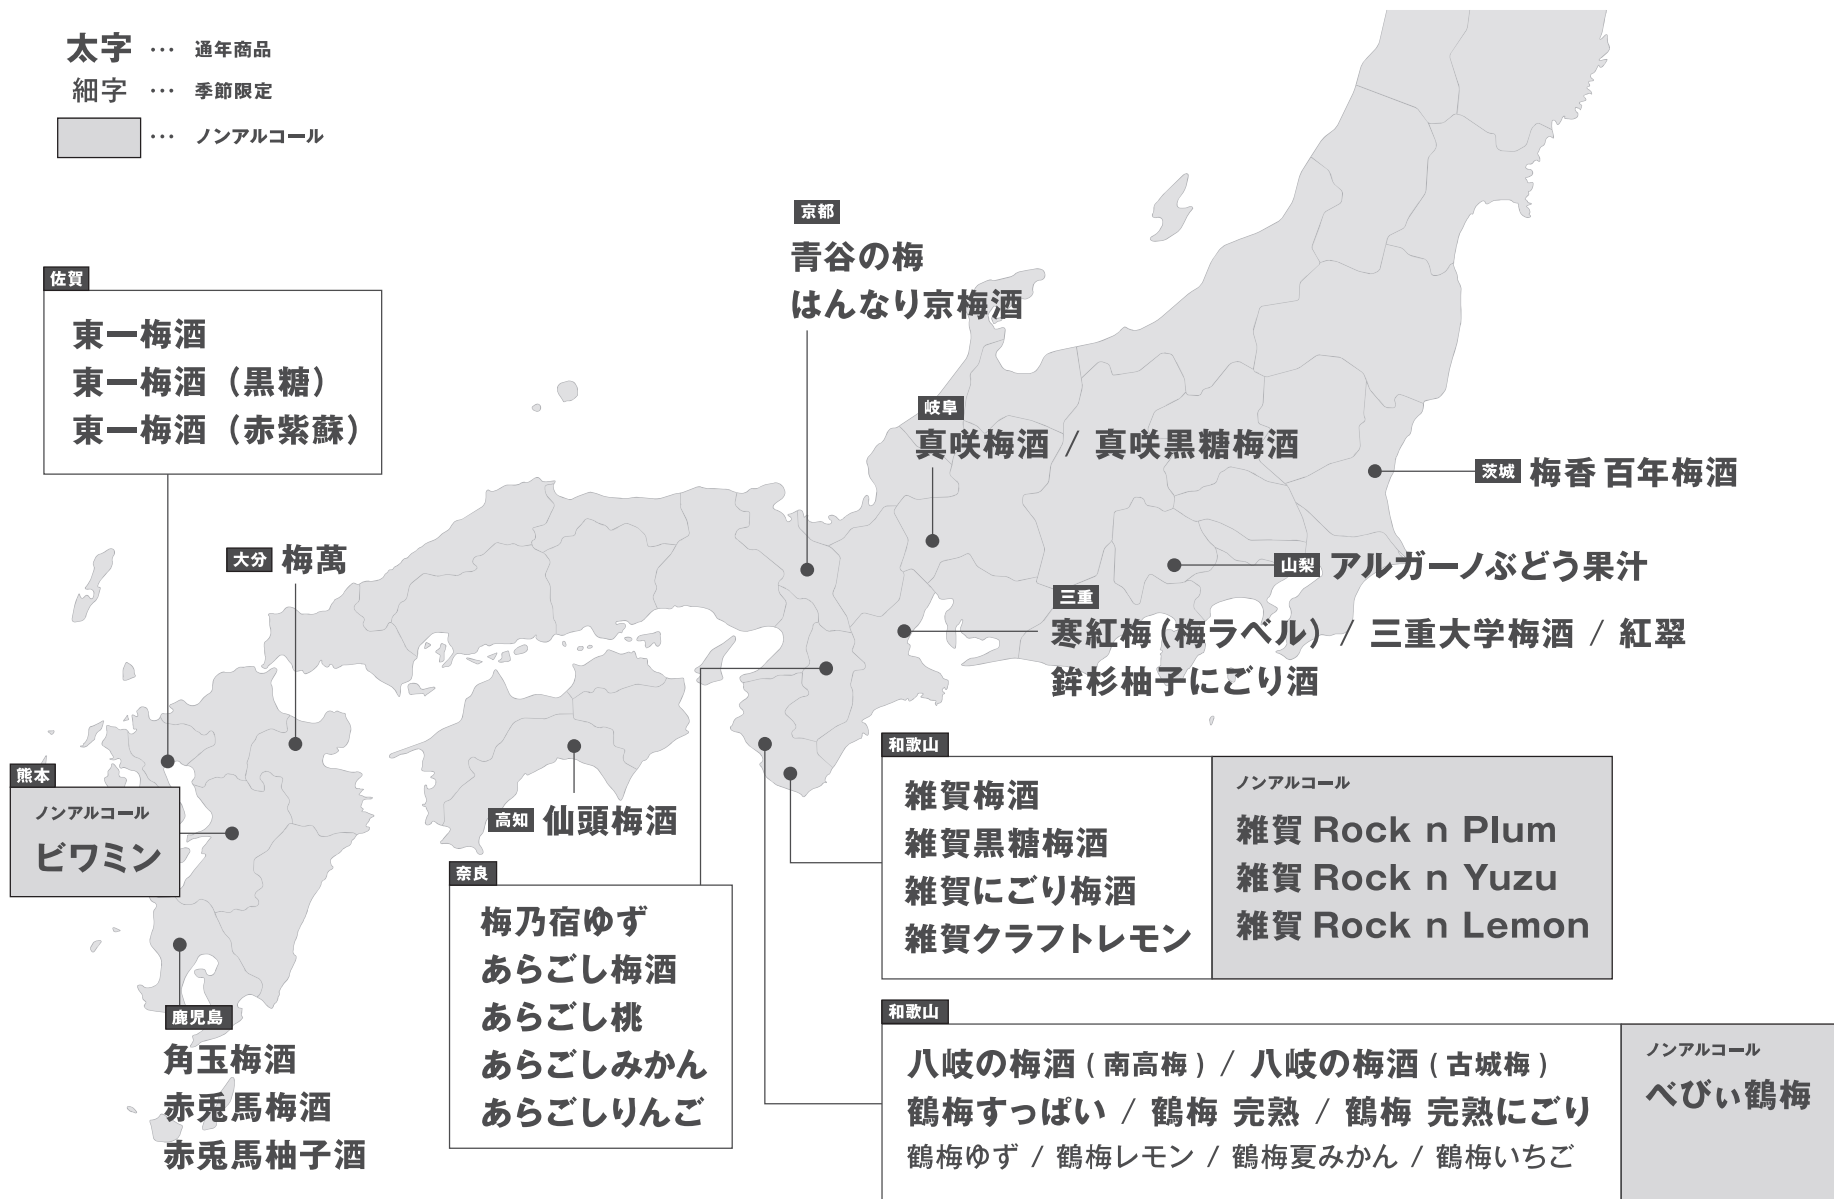 太字 … 通年商品
細字 … 季節限定
… ノンアルコール
京都
青谷の梅
はんなり京梅酒
佐賀
東一梅酒
東一梅酒（黒糖）
東一梅酒（赤紫蘇）
岐阜
真咲梅酒 / 真咲黒糖梅酒
茨城 梅香 百年梅酒
大分 梅萬
山梨 アルガーノぶどう果汁
三重
寒紅梅(梅ラベル) / 三重大学梅酒 / 紅翠
鉾杉柚子にごり酒
熊本
ノンアルコール
ビワミン
高知 仙頭梅酒
和歌山
雑賀梅酒
雑賀黒糖梅酒
雑賀にごり梅酒
雑賀クラフトレモン
ノンアルコール
雑賀 Rock n Plum
雑賀 Rock n Yuzu
雑賀 Rock n Lemon
奈良
梅乃宿ゆず
あらごし梅酒
あらごし桃
あらごしみかん
あらごしりんご
鹿児島
角玉梅酒
赤兎馬梅酒
赤兎馬柚子酒
和歌山
八岐の梅酒 ( 南高梅 ) / 八岐の梅酒 ( 古城梅 )
鶴梅すっぱい / 鶴梅 完熟 / 鶴梅 完熟にごり
鶴梅ゆず / 鶴梅レモン / 鶴梅夏みかん / 鶴梅いちご
ノンアルコール
べびぃ鶴梅